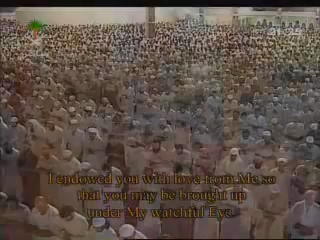 I endowed you with love from Me so
that you may be brought up
under My watchful Eye.